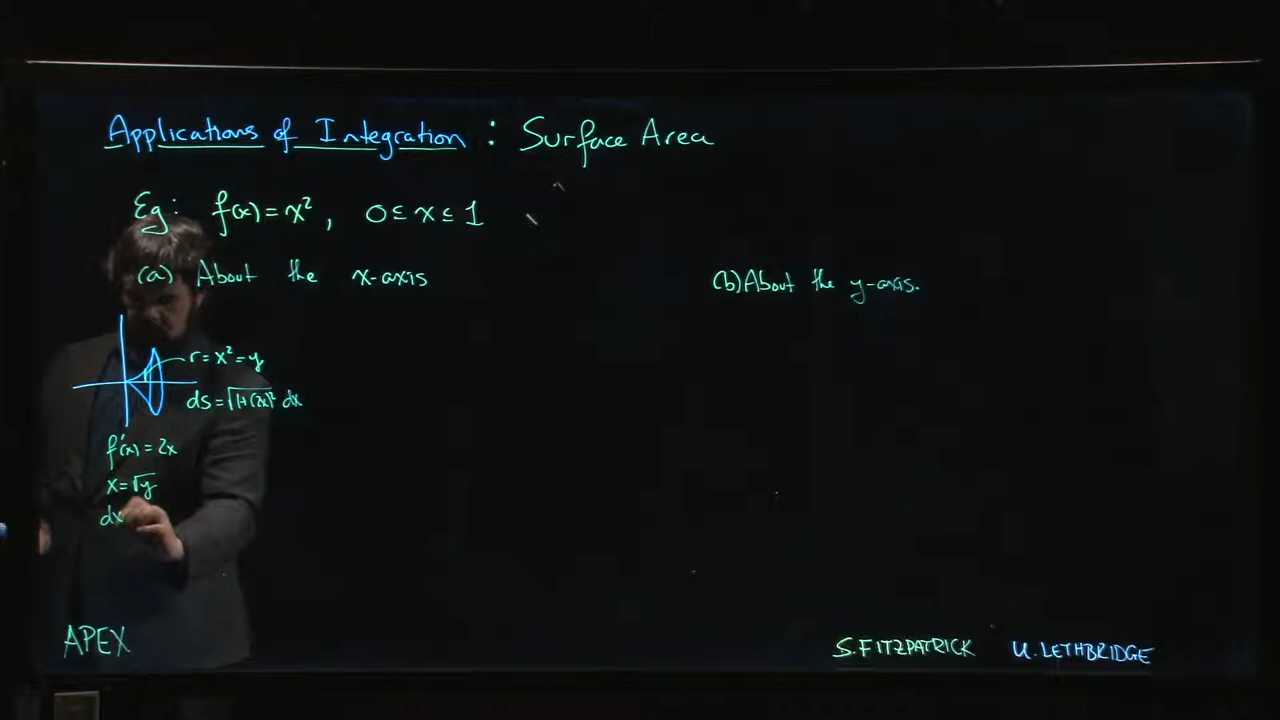 Applications of Integration : Surface Area
Eg: f(x) = x², 0 ≤ x ≤ 1
(a) About the x-axis
(b) About the y-axis.
r = x² = y
ds = √1+(2x)² dx
f'(x) = 2x
x = √y
dx
APEX
S. FITZPATRICK U. LETHBRIDGE